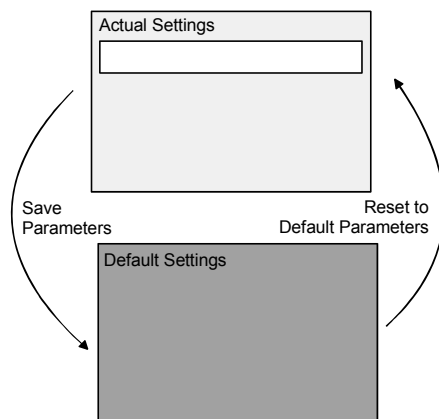 Actual Settings
Save
Parameters
Reset to
Default Parameters
Default Settings